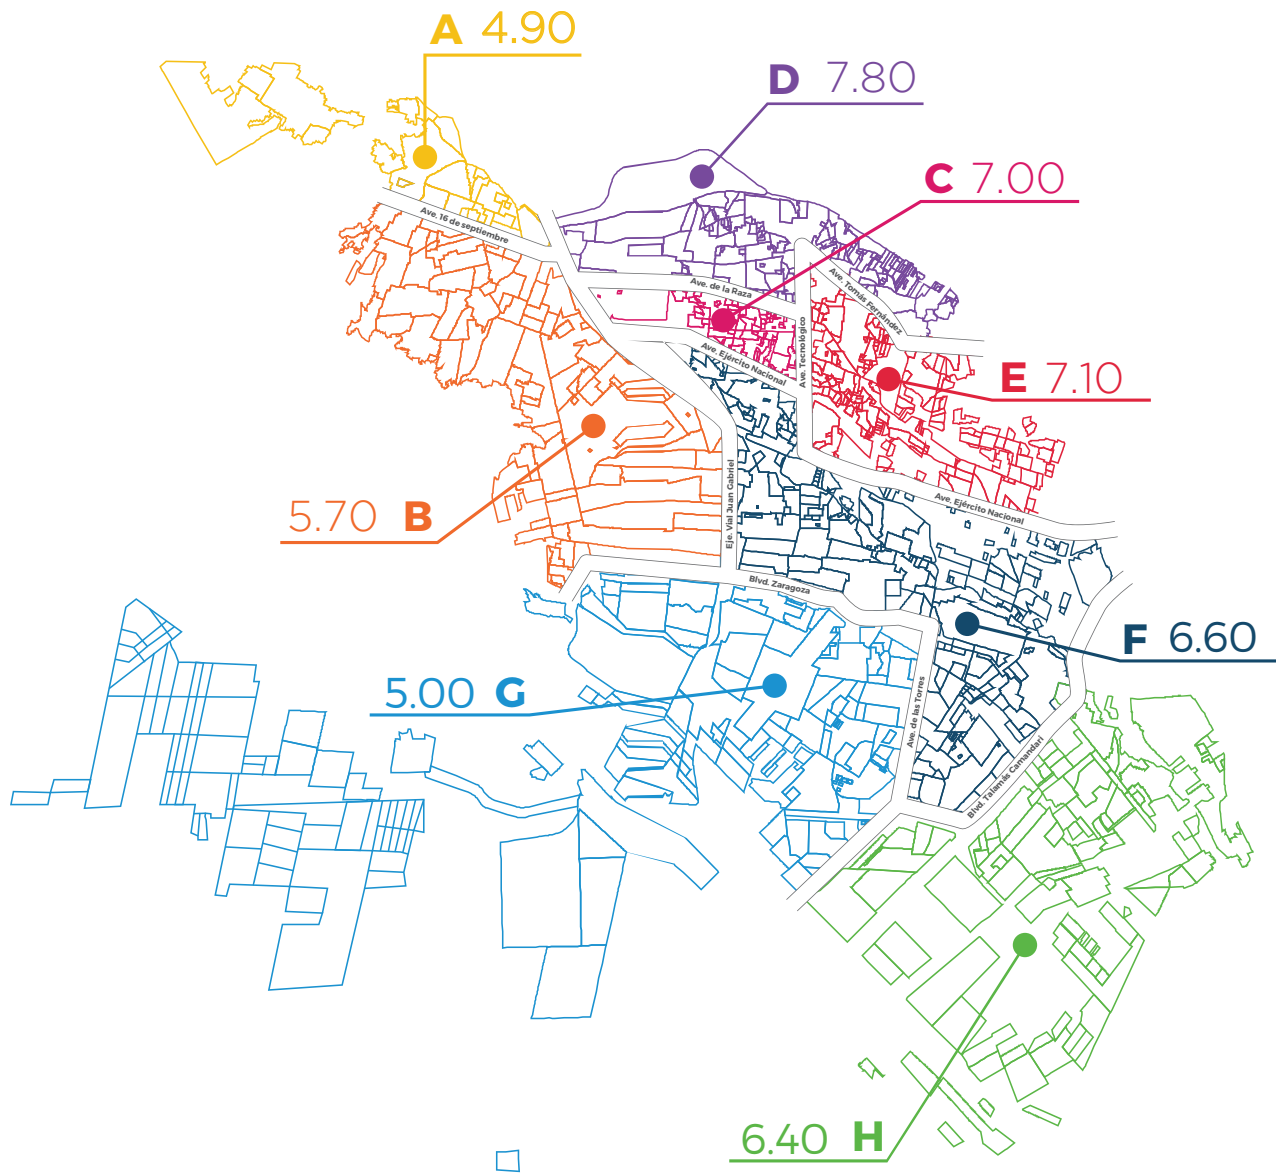 A 4.90
D 7.80
C 7.00
Ave. 16 de septiembre
Ave. de la Raza
Ave. Tomás Fernández
Ave. Tecnológico
Ave. Ejército Nacional
E 7.10
5.70 B
Eje. Vial Juan Gabriel
Ave. Ejército Nacional
Blvd. Zaragoza
F 6.60
5.00 G
Ave. de las Torres
Blvd. Talamás Camandari
6.40 H